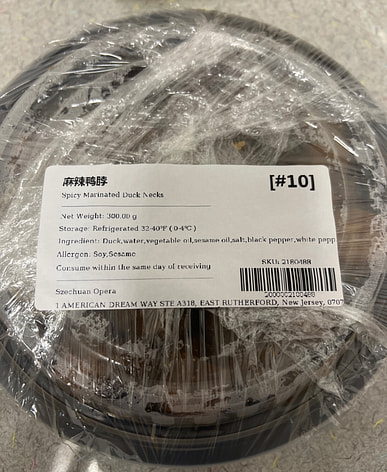 麻辣鸭脖
[#10]
Spicy Marinated Duck Necks
Net Weight: 300.00 g
Storage: Refrigerated 32-40°F ( 0-4°C )
Ingredient: Duck,water,vegetable oil,sesame oil,salt,black pepper,white pepp
Allergen: Soy,Sesame
Consume within the same day of receiving
SKU: 2180488
Szechuan Opera
2000002180488
1 AMERICAN DREAM WAY STE A318, EAST RUTHERFORD, New Jersey, 0707